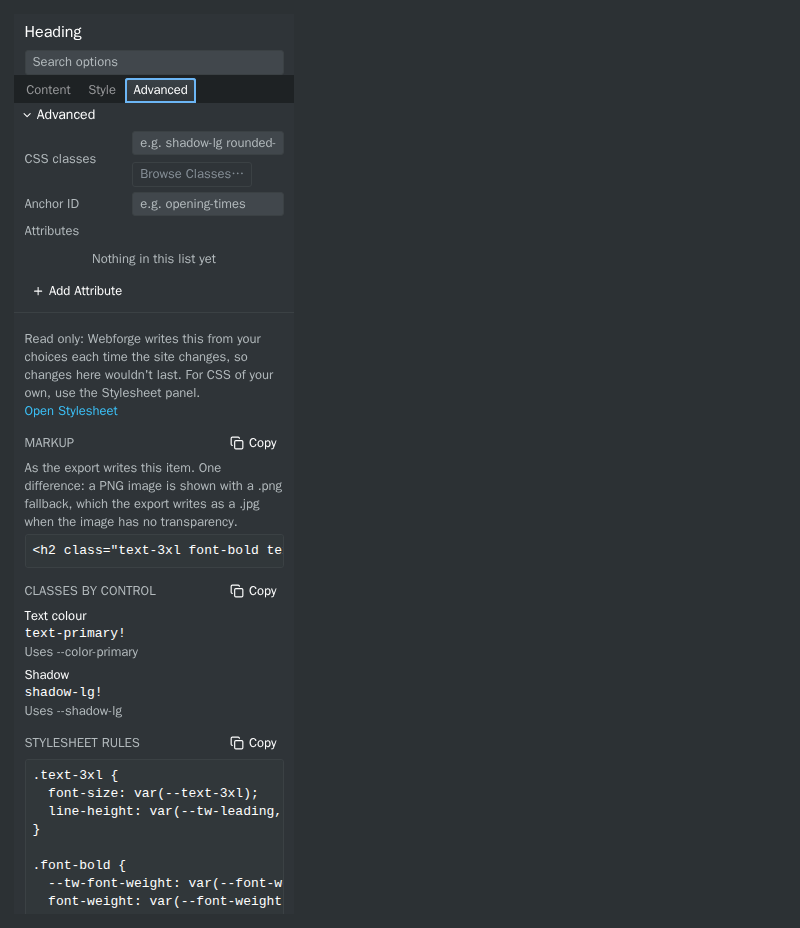 Heading
Search options
Content Style Advanced
Advanced
CSS classes
e.g. shadow-lg rounded-
Browse Classes···
Anchor ID
e.g. opening-times
Attributes
Nothing in this list yet
+ Add Attribute
Read only: Webforge writes this from your
choices each time the site changes, so
changes here wouldn't last. For CSS of your
own, use the Stylesheet panel.
Open Stylesheet
MARKUP
Copy
As the export writes this item. One
difference: a PNG image is shown with a .png
fallback, which the export writes as a .jpg
when the image has no transparency.
<h2 class="text-3xl font-bold te
CLASSES BY CONTROL
Copy
Text colour
text-primary!
Uses --color-primary
Shadow
shadow-lg!
Uses --shadow-lg
STYLESHEET RULES
Copy
.text-3xl {
  font-size: var(--text-3xl);
  line-height: var(--tw-leading,
}
.font-bold {
  --tw-font-weight: var(--font-w
  font-weight: var(--font-weight